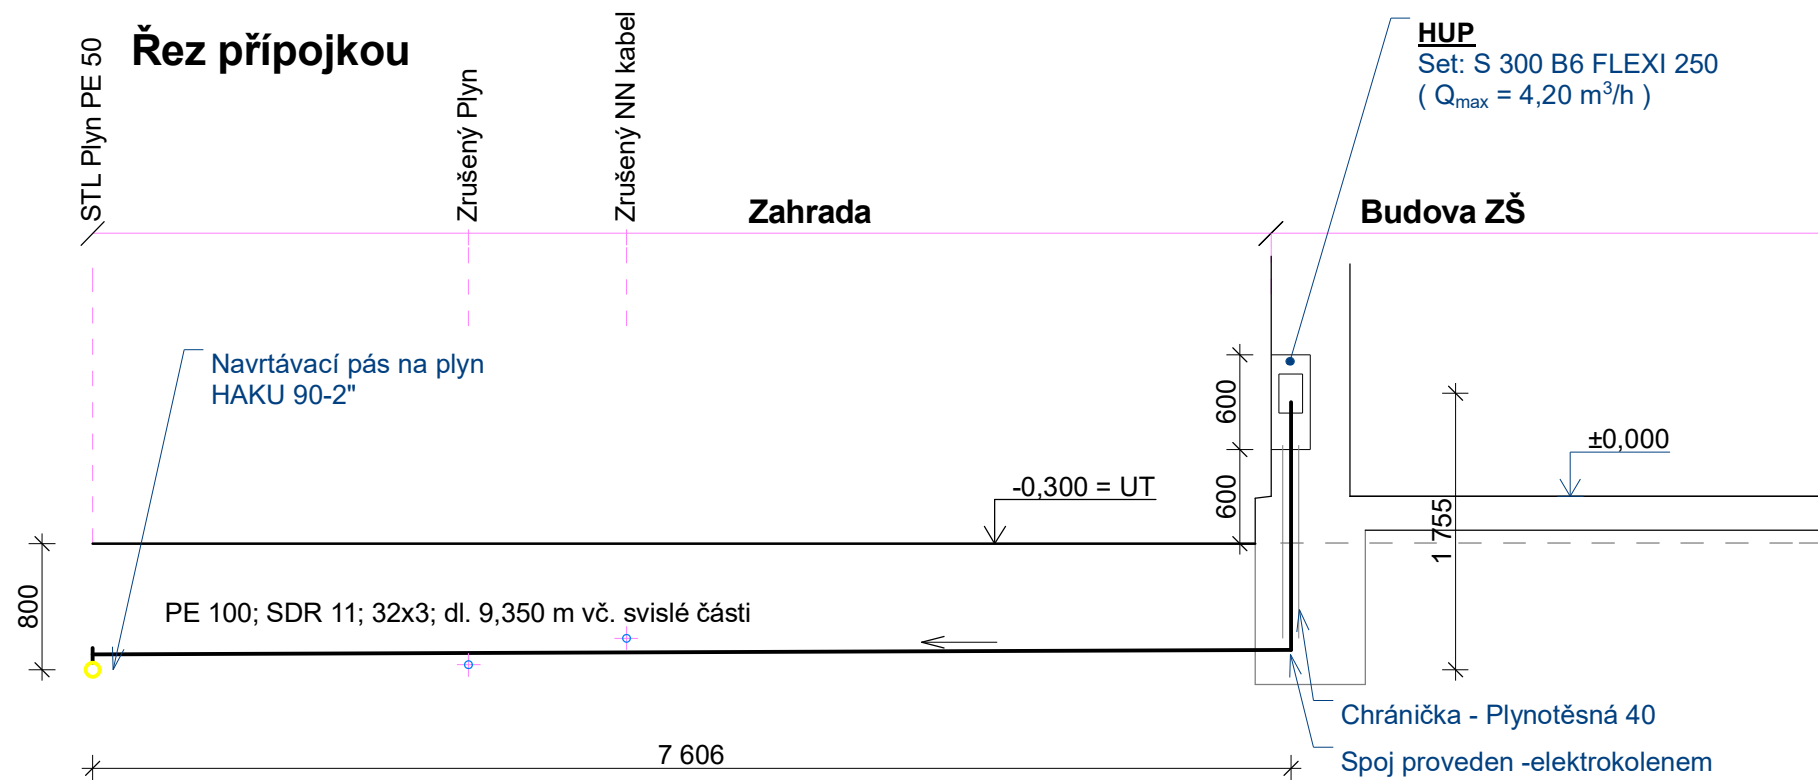 Řez přípojkou
STL Plyn PE 50
Zrušený Plyn
Zrušený NN kabel
HUP
Set: S 300 B6 FLEXI 250
( Qmax = 4,20 m³/h )
Zahrada
Budova ZŠ
Navrtávací pás na plyn
HAKU 90-2"
600
600
±0,000
-0,300 = UT
1 755
800
PE 100; SDR 11; 32x3; dl. 9,350 m vč. svislé části
Chránička - Plynotěsná 40
7 606
Spoj proveden -elektrokolenem